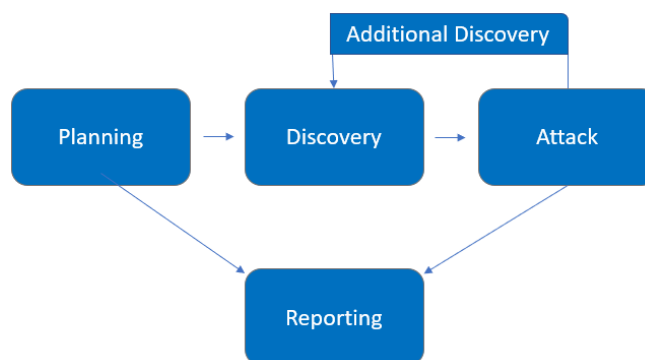 Additional Discovery
Planning
Discovery
Attack
Reporting